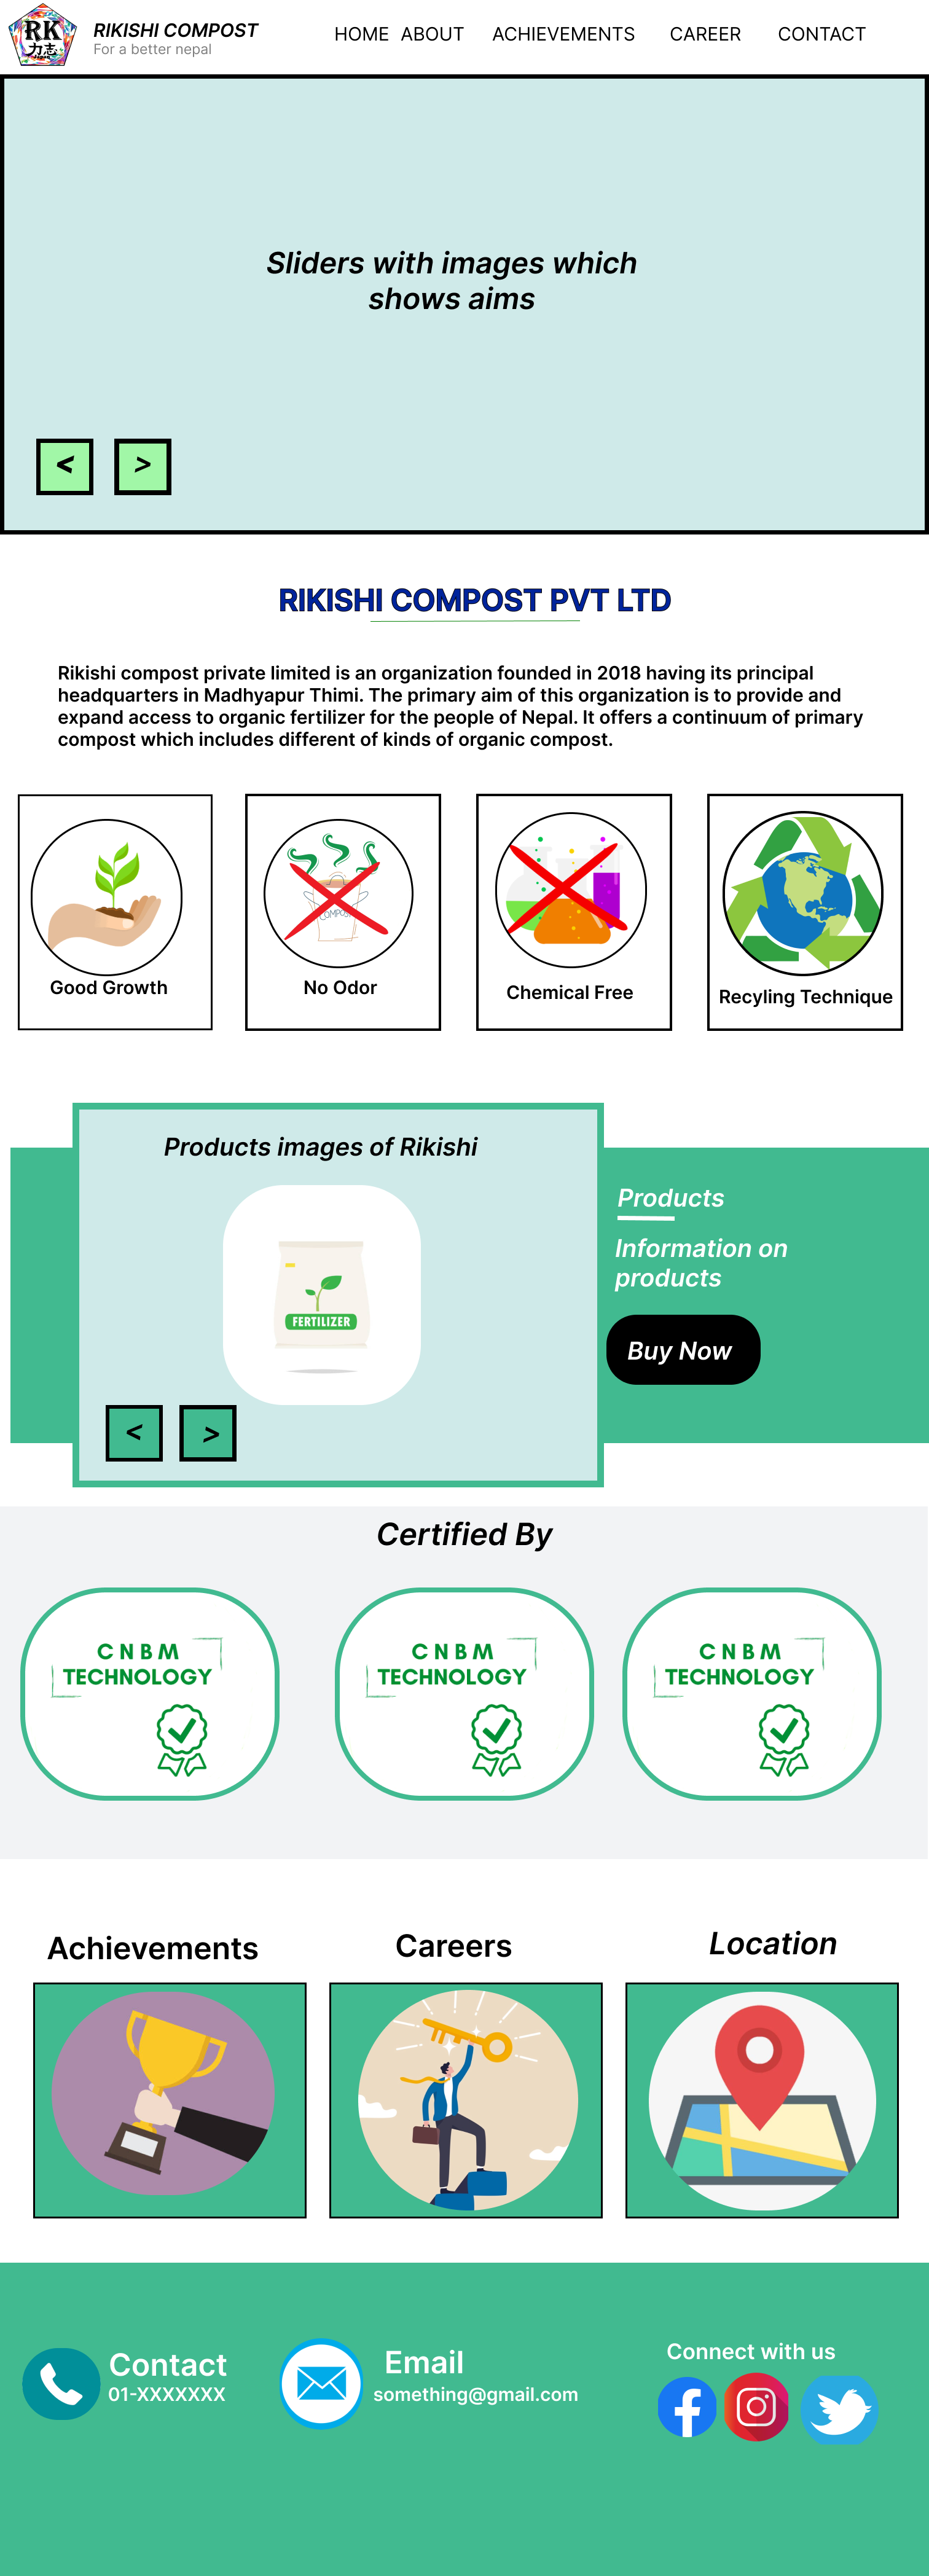 RK
力志
RIKISHI COMPOST
For a better nepal
HOME ABOUT ACHIEVEMENTS CAREER CONTACT
Sliders with images which
shows aims
< >
RIKISHI COMPOST PVT LTD
Rikishi compost private limited is an organization founded in 2018 having its principal
headquarters in Madhyapur Thimi. The primary aim of this organization is to provide and
expand access to organic fertilizer for the people of Nepal. It offers a continuum of primary
compost which includes different of kinds of organic compost.
COMPOST
Good Growth
No Odor
Chemical Free
Recyling Technique
Products images of Rikishi
FERTILIZER
< >
Products
Information on
products
Buy Now
Certified By
CNBM
TECHNOLOGY
CNBM
TECHNOLOGY
CNBM
TECHNOLOGY
Achievements
Careers
Location
Contact
01-XXXXXXX
Email
something@gmail.com
Connect with us